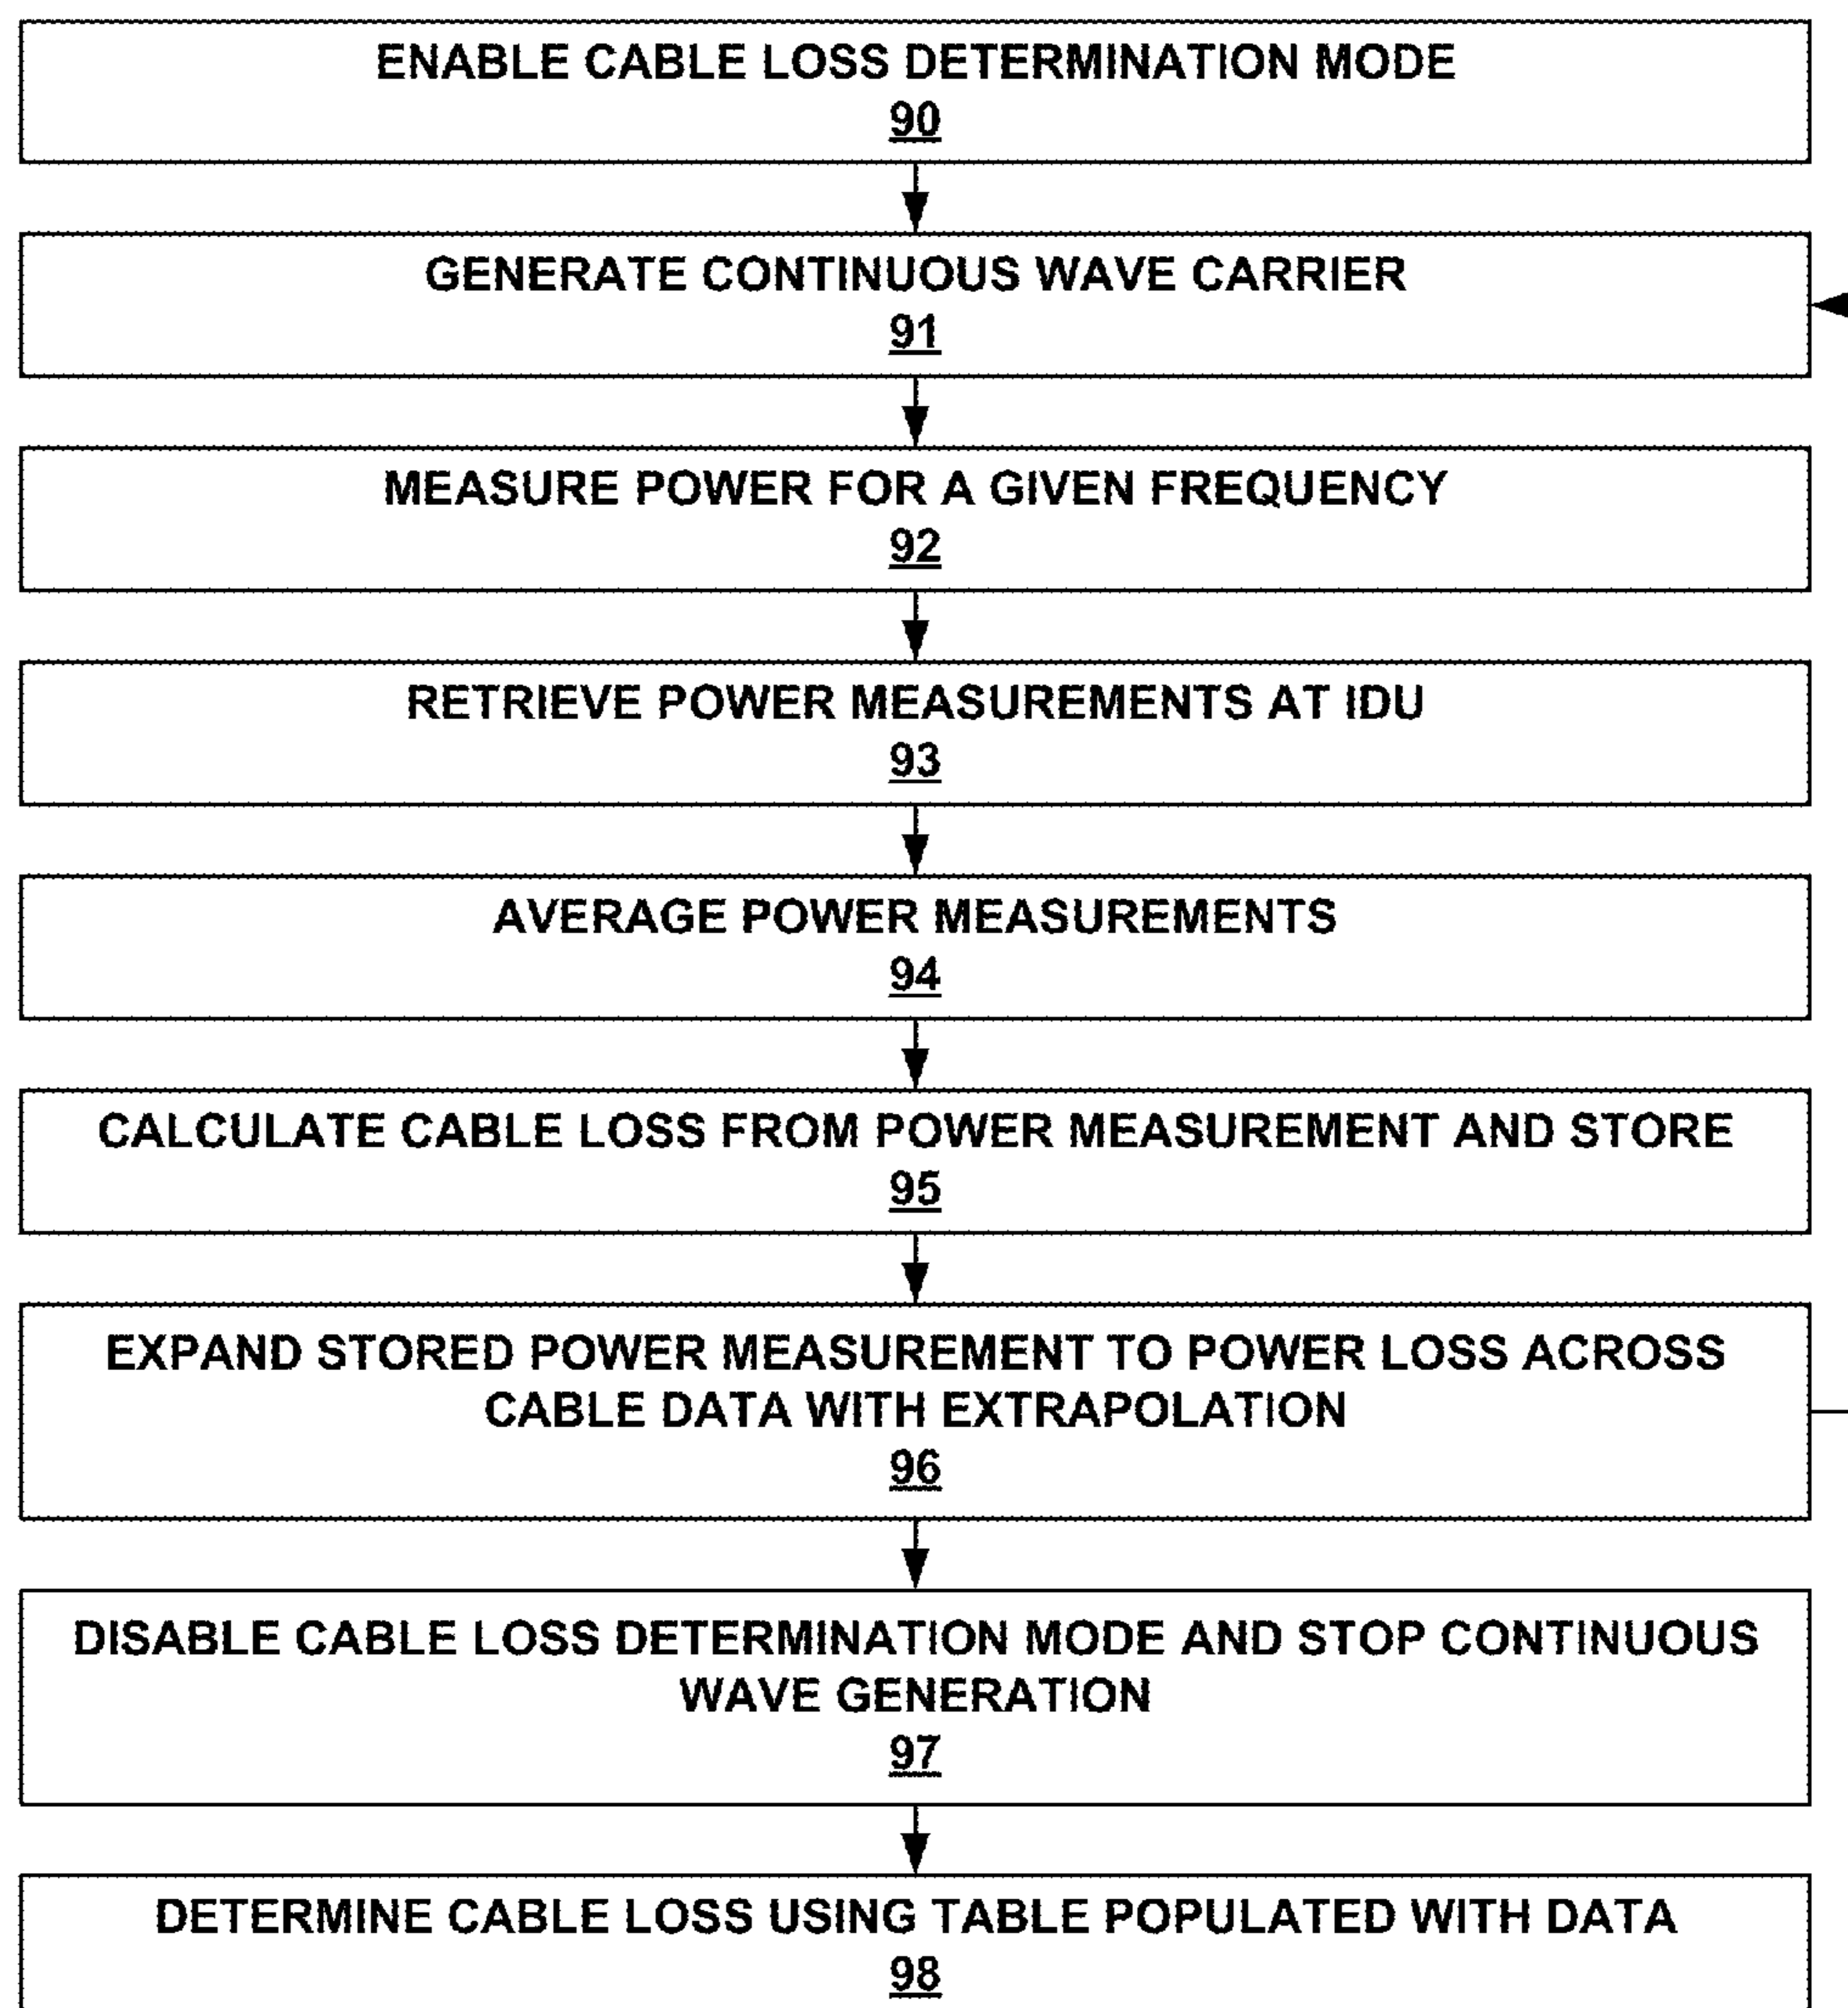 ENABLE CABLE LOSS DETERMINATION MODE
90
GENERATE CONTINUOUS WAVE CARRIER
91
MEASURE POWER FOR A GIVEN FREQUENCY
92
RETRIEVE POWER MEASUREMENTS AT IDU
93
AVERAGE POWER MEASUREMENTS
94
CALCULATE CABLE LOSS FROM POWER MEASUREMENT AND STORE
95
EXPAND STORED POWER MEASUREMENT TO POWER LOSS ACROSS
CABLE DATA WITH EXTRAPOLATION
96
DISABLE CABLE LOSS DETERMINATION MODE AND STOP CONTINUOUS
WAVE GENERATION
97
DETERMINE CABLE LOSS USING TABLE POPULATED WITH DATA
98